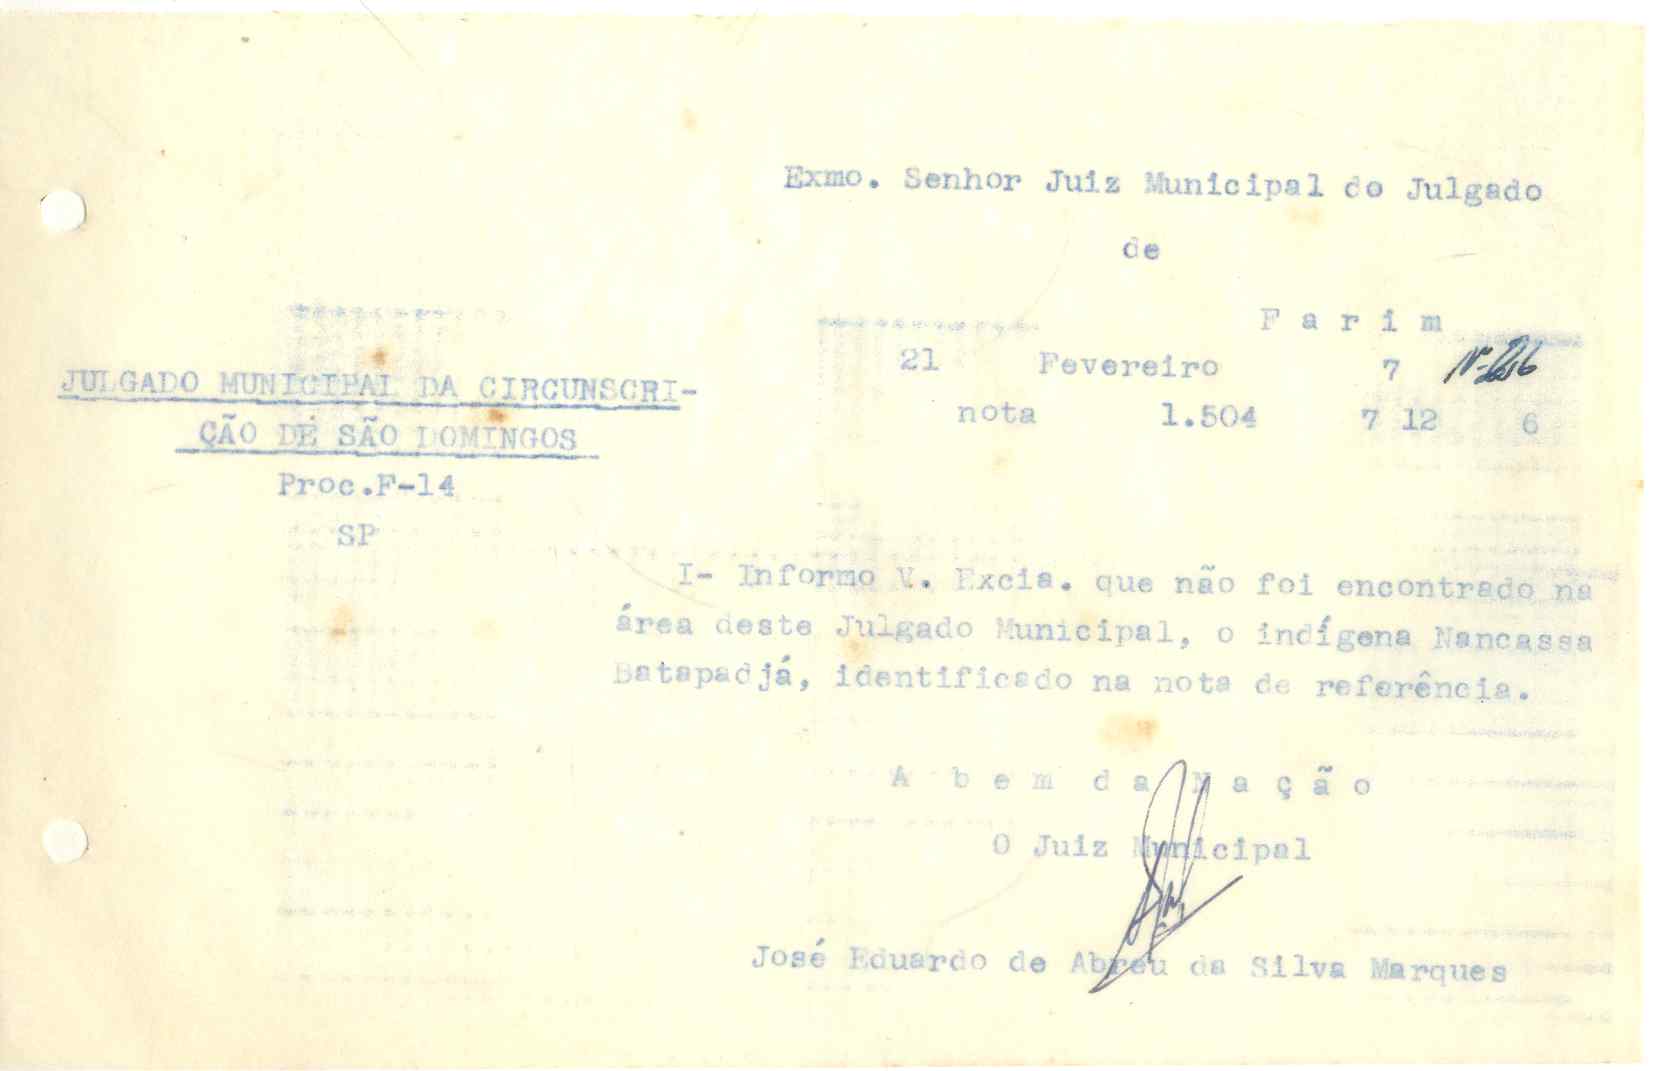 Exmo. Senhor Juiz Municipal do Julgado
de
F a r i m
21 Fevereiro 7
nota 1.504 7 12 6
JULGADO MUNICIPAL DA CIRCUNSCRI-
ÇÃO DE SÃO DOMINGOS
Proc.F-14
SP
I- Informo V. Excia. que não foi encontrado na
área deste Julgado Municipal, o indígena Nancassa
Batapadjá, identificado na nota de referência.
A b e m d a N a ç ã o
O Juiz Municipal
José Eduardo de Abreu da Silva Marques